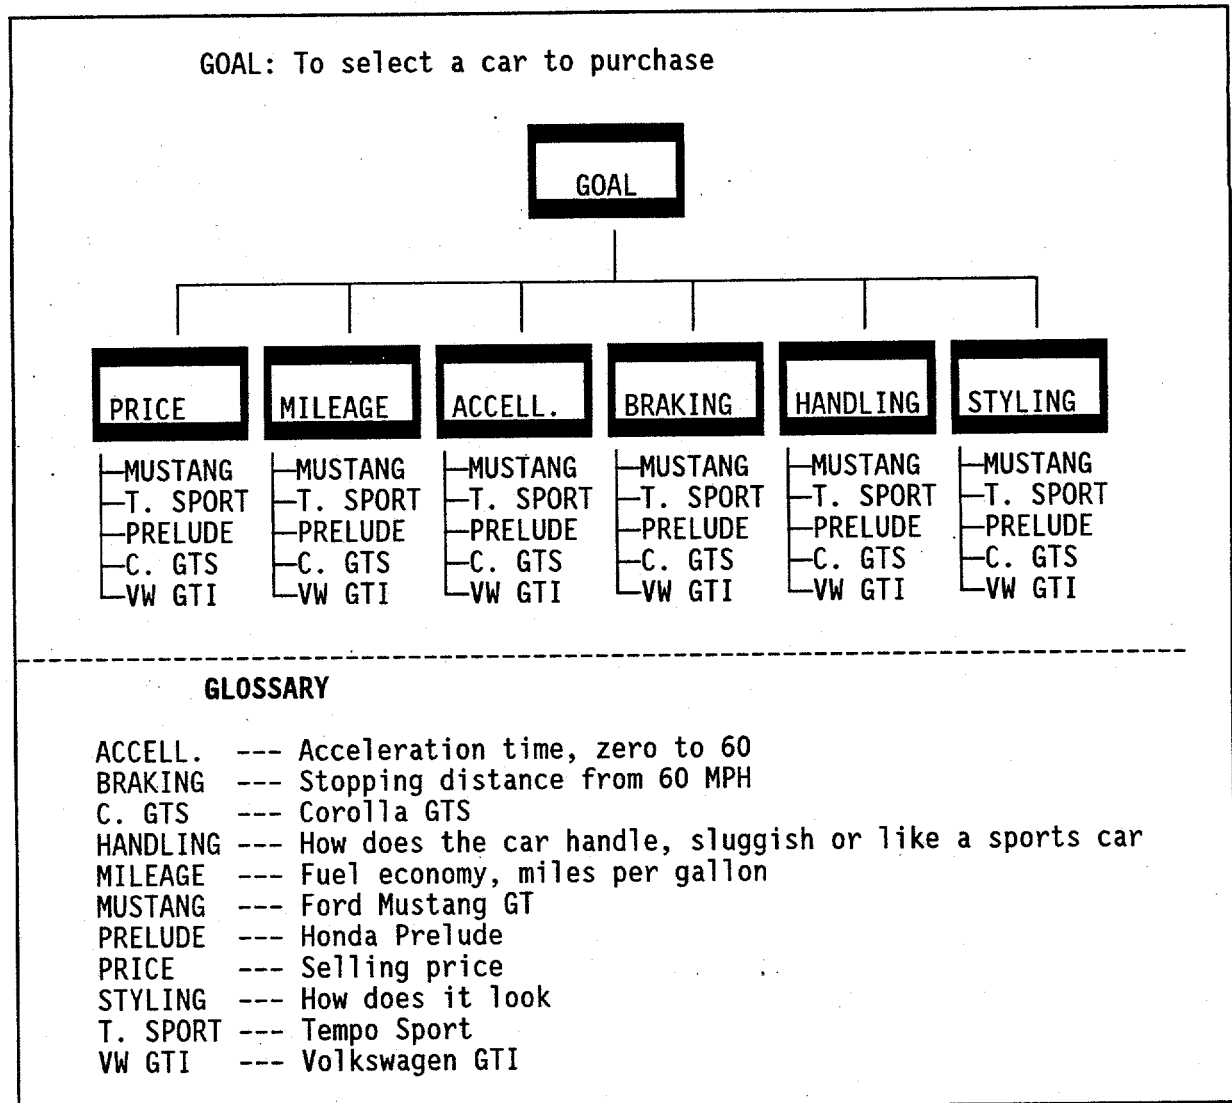 GOAL: To select a car to purchase
GOAL
PRICE MILEAGE ACCELL. BRAKING HANDLING STYLING
MUSTANG MUSTANG MUSTANG MUSTANG MUSTANG MUSTANG
T. SPORT T. SPORT T. SPORT T. SPORT T. SPORT T. SPORT
PRELUDE PRELUDE PRELUDE PRELUDE PRELUDE PRELUDE
C. GTS C. GTS C. GTS C. GTS C. GTS C. GTS
VW GTI VW GTI VW GTI VW GTI VW GTI VW GTI
GLOSSARY
ACCELL. --- Acceleration time, zero to 60
BRAKING --- Stopping distance from 60 MPH
C. GTS --- Corolla GTS
HANDLING --- How does the car handle, sluggish or like a sports car
MILEAGE --- Fuel economy, miles per gallon
MUSTANG --- Ford Mustang GT
PRELUDE --- Honda Prelude
PRICE --- Selling price
STYLING --- How does it look
T. SPORT --- Tempo Sport
VW GTI --- Volkswagen GTI